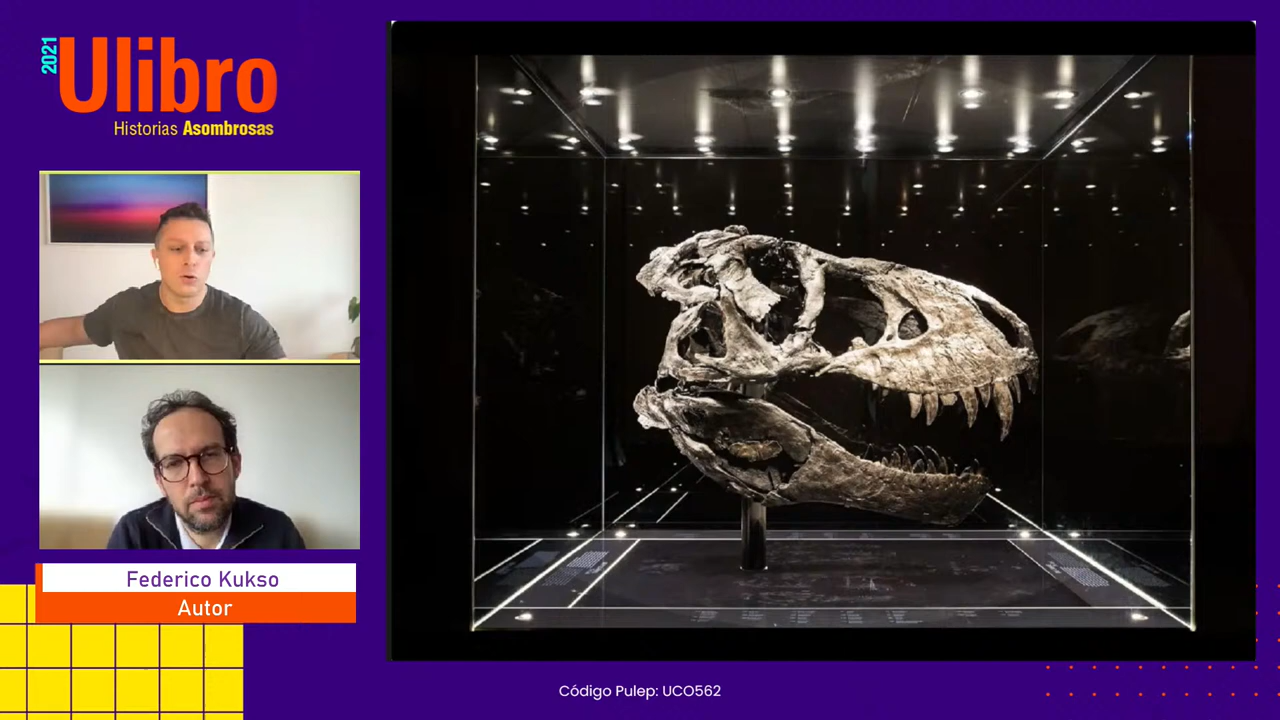 2021
Ulibro
Historias Asombrosas
Federico Kukso
Autor
Código Pulep: UCO562